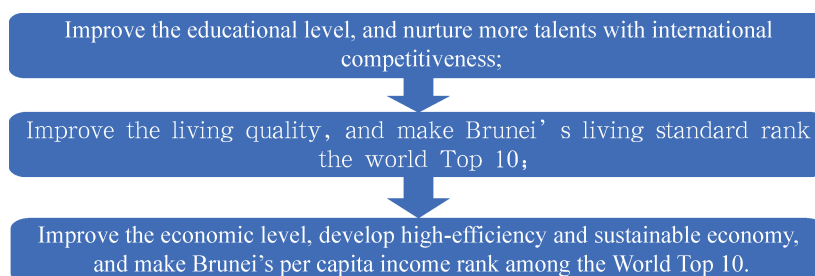 Improve the educational level, and nurture more talents with international
competitiveness;
Improve the living quality, and make Brunei’s living standard rank
the world Top 10;
Improve the economic level, develop high-efficiency and sustainable economy,
and make Brunei’s per capita income rank among the World Top 10.